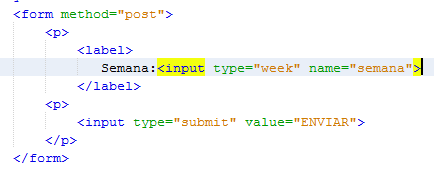 <form method="post">
<p>
<label>
Semana:<input type="week" name="semana">
</label>
<p>
<input type="submit" value="ENVIAR">
</p>
</form>